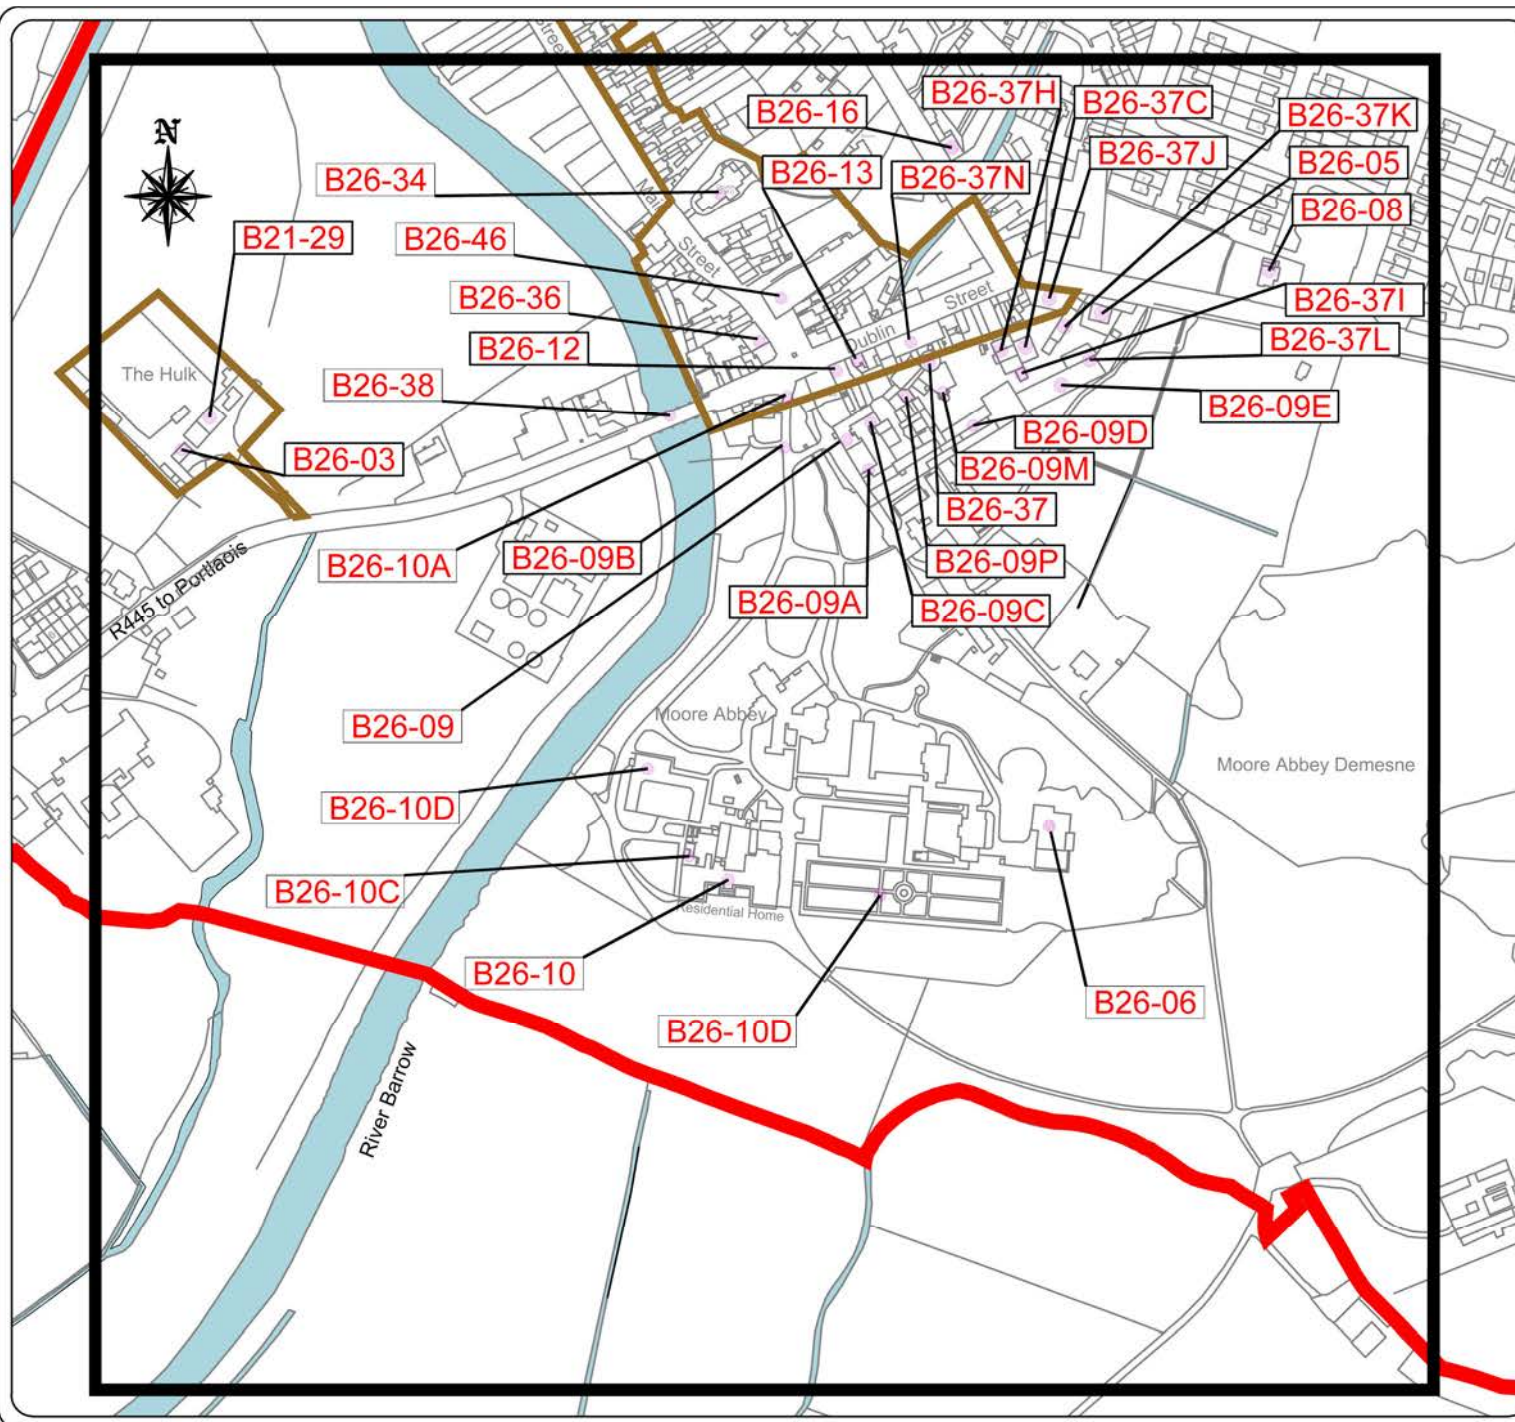 Street
B26-37H
B26-37C
B26-16
B26-37K
N
B26-37J
B26-13
B26-37N
B26-05
B26-34
Main
B26-08
B21-29
B26-46
Street
B26-36
Street
B26-37I
Dublin
B26-12
B26-37L
The Hulk
B26-38
B26-09E
B26-09D
B26-03
B26-09M
B26-37
B26-10A
B26-09B
B26-09P
R445 to Portlaois
B26-09A
B26-09C
B26-09
Moore Abbey
Moore Abbey Demesne
B26-10D
B26-10C
Residential Home
B26-10
B26-06
B26-10D
River Barrow